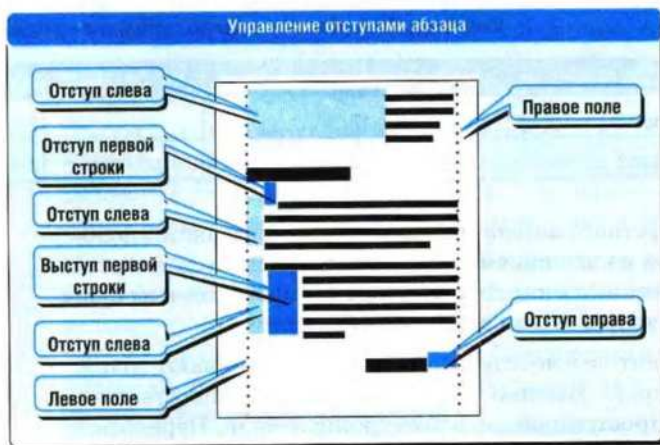 Управление отступами абзаца
Отступ слева
Отступ первой
строки
Отступ слева
Выступ первой
строки
Отступ слева
Левое поле
Правое поле
Отступ справа